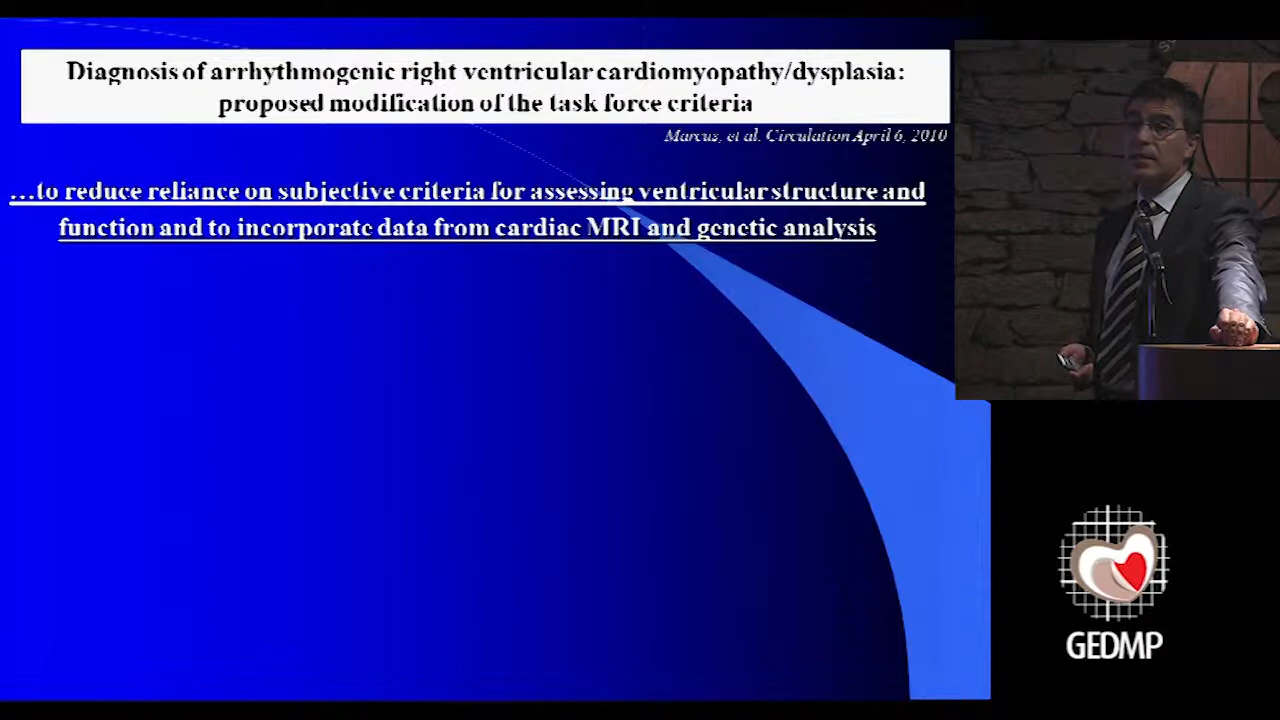 Diagnosis of arrhythmogenic right ventricular cardiomyopathy/dysplasia:
proposed modification of the task force criteria
Marcus, et al. Circulation April 6, 2010
…to reduce reliance on subjective criteria for assessing ventricular structure and
function and to incorporate data from cardiac MRI and genetic analysis
GEDMP